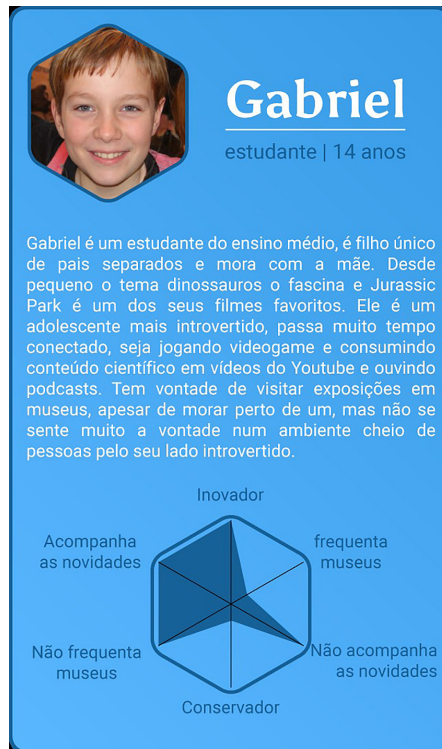 Gabriel
estudante | 14 anos
Gabriel é um estudante do ensino médio, é filho único
de pais separados e mora com a mãe. Desde
pequeno o tema dinossauros o fascina e Jurassic
Park é um dos seus filmes favoritos. Ele é um
adolescente mais introvertido, passa muito tempo
conectado, seja jogando videogame e consumindo
conteúdo científico em vídeos do Youtube e ouvindo
podcasts. Tem vontade de visitar exposições em
museus, apesar de morar perto de um, mas não se
sente muito a vontade num ambiente cheio de
pessoas pelo seu lado introvertido.
Inovador
Acompanha
as novidades
frequenta
museus
Não frequenta
museus
Não acompanha
as novidades
Conservador